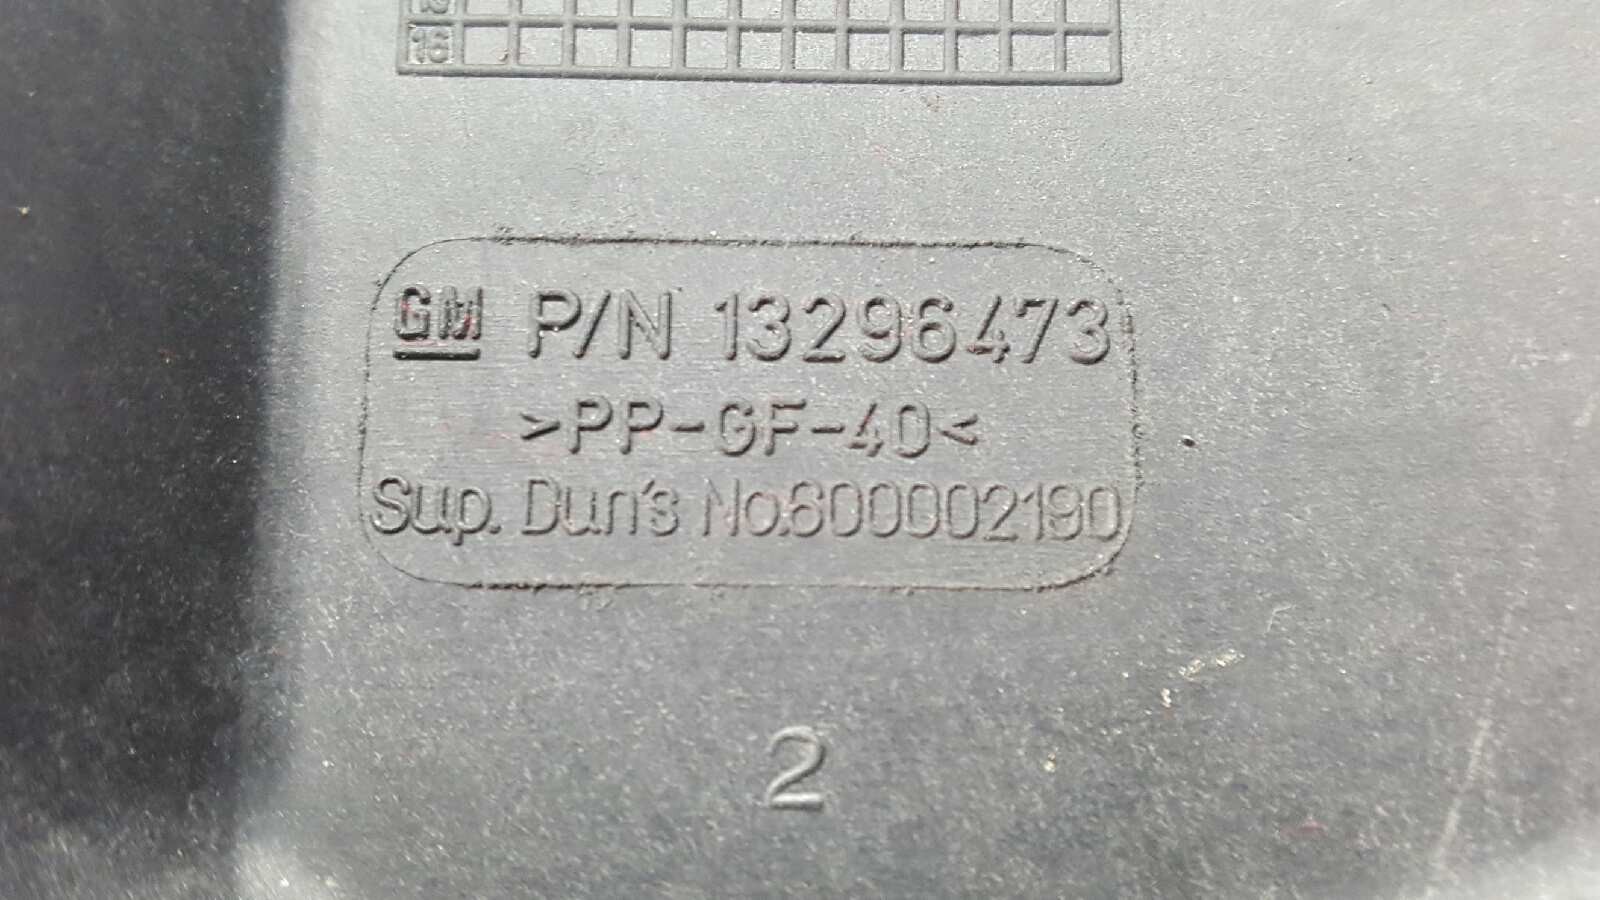 16
GM P/N 13296473
>PP-GF-40<
Sup. Dun's No.600002190
2